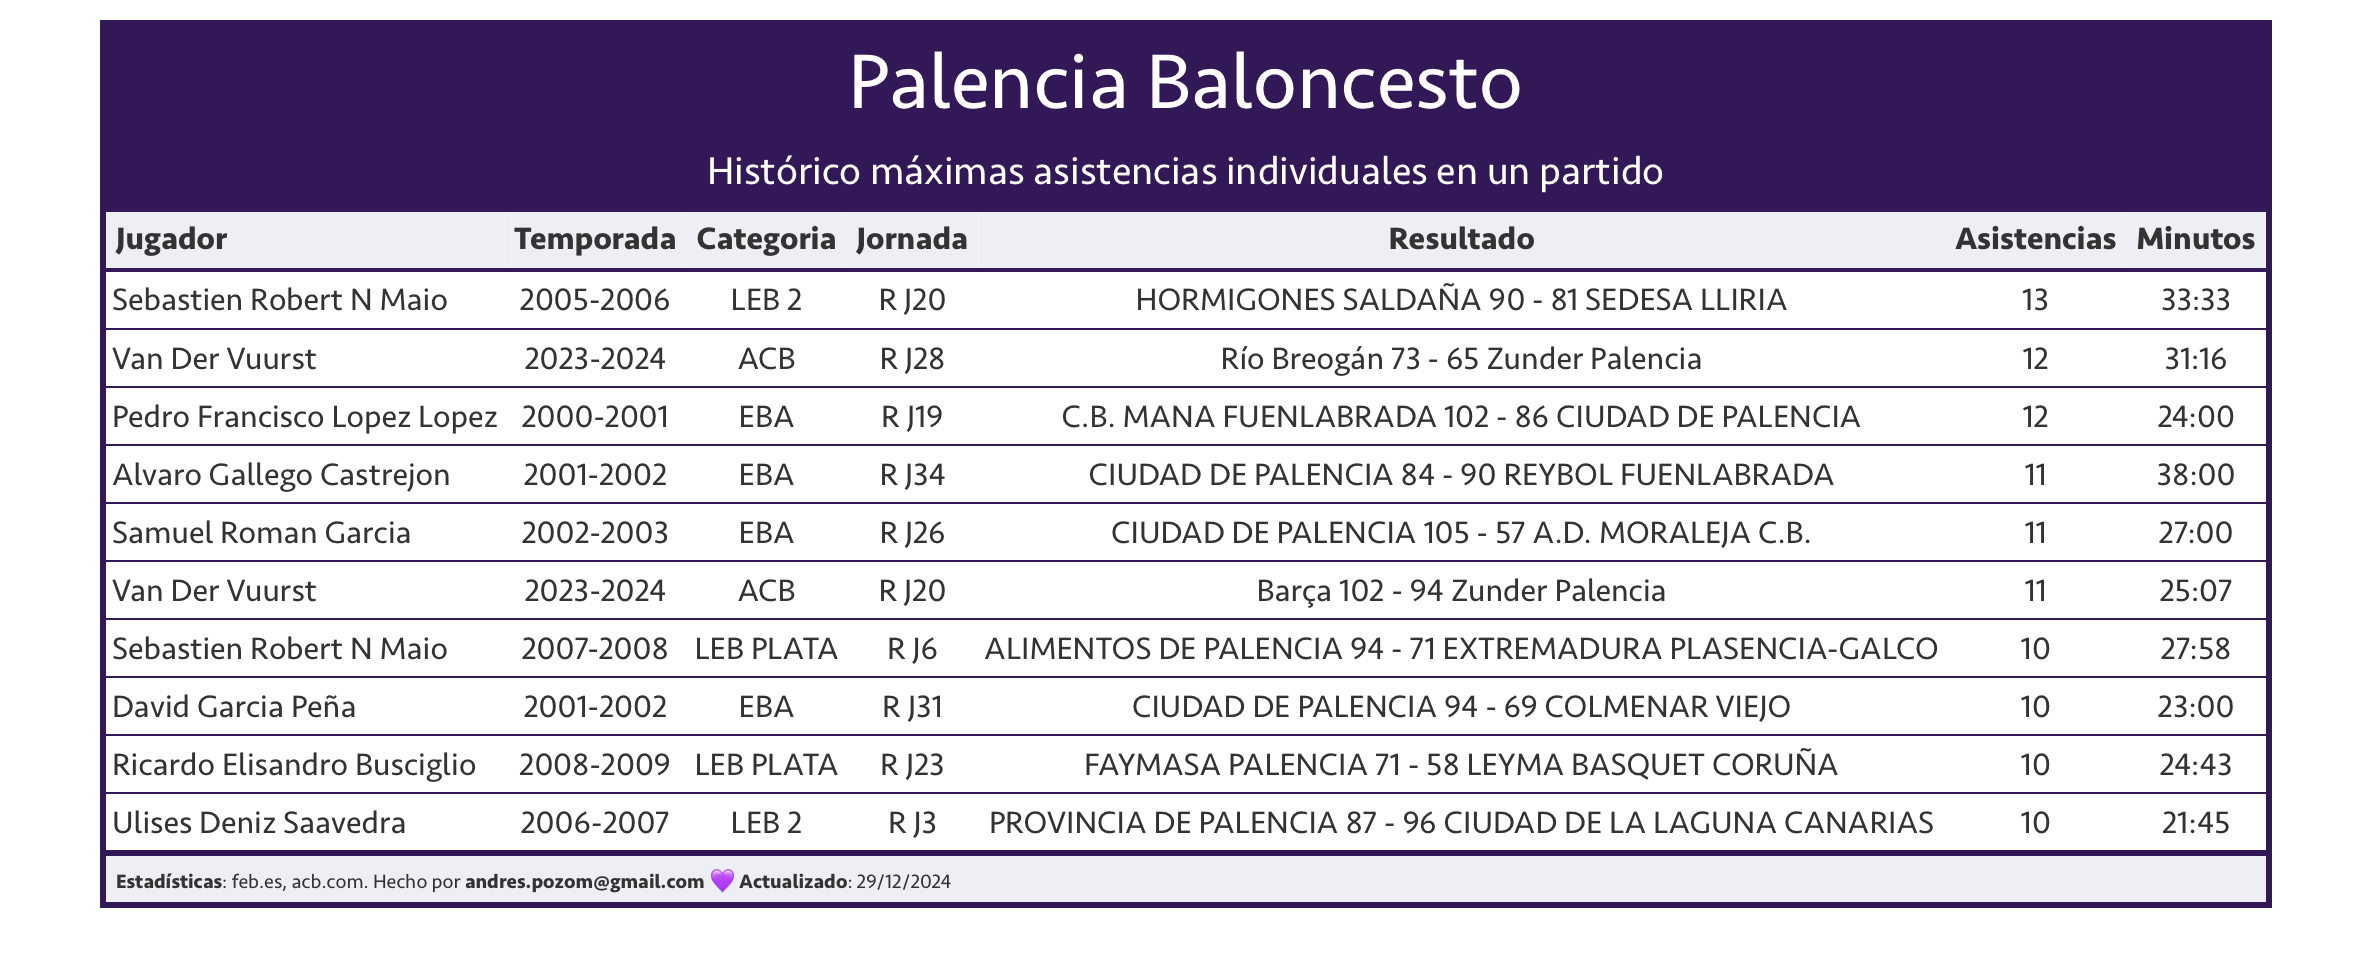 Palencia Baloncesto
Histórico máximas asistencias individuales en un partido
Jugador Temporada Categoria Jornada Resultado Asistencias Minutos
Sebastien Robert N Maio 2005-2006 LEB 2 R J20 HORMIGONES SALDAÑA 90 - 81 SEDESA LLIRIA 13 33:33
Van Der Vuurst 2023-2024 ACB R J28 Río Breogán 73 - 65 Zunder Palencia 12 31:16
Pedro Francisco Lopez Lopez 2000-2001 EBA R J19 C.B. MANA FUENLABRADA 102 - 86 CIUDAD DE PALENCIA 12 24:00
Alvaro Gallego Castrejon 2001-2002 EBA R J34 CIUDAD DE PALENCIA 84 - 90 REYBOL FUENLABRADA 11 38:00
Samuel Roman Garcia 2002-2003 EBA R J26 CIUDAD DE PALENCIA 105 - 57 A.D. MORALEJA C.B. 11 27:00
Van Der Vuurst 2023-2024 ACB R J20 Barça 102 - 94 Zunder Palencia 11 25:07
Sebastien Robert N Maio 2007-2008 LEB PLATA R J6 ALIMENTOS DE PALENCIA 94 - 71 EXTREMADURA PLASENCIA-GALCO 10 27:58
David Garcia Peña 2001-2002 EBA R J31 CIUDAD DE PALENCIA 94 - 69 COLMENAR VIEJO 10 23:00
Ricardo Elisandro Busciglio 2008-2009 LEB PLATA R J23 FAYMASA PALENCIA 71 - 58 LEYMA BASQUET CORUÑA 10 24:43
Ulises Deniz Saavedra 2006-2007 LEB 2 R J3 PROVINCIA DE PALENCIA 87 - 96 CIUDAD DE LA LAGUNA CANARIAS 10 21:45
Estadísticas: feb.es, acb.com. Hecho por andres.pozom@gmail.com 💜 Actualizado: 29/12/2024